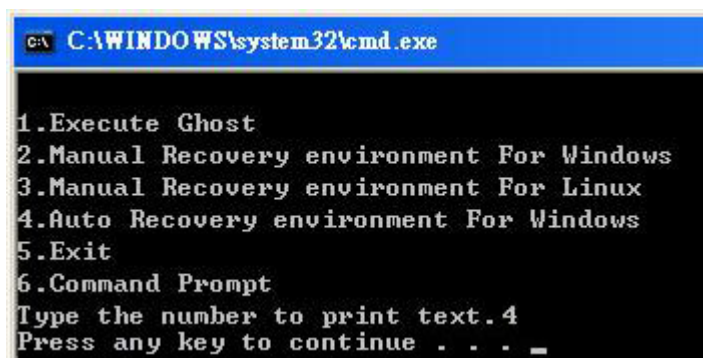 C:\WINDOWS\system32\cmd.exe
1.Execute Ghost
2.Manual Recovery environment For Windows
3.Manual Recovery environment For Linux
4.Auto Recovery environment For Windows
5.Exit
6.Command Prompt
Type the number to print text.4
Press any key to continue . . . _